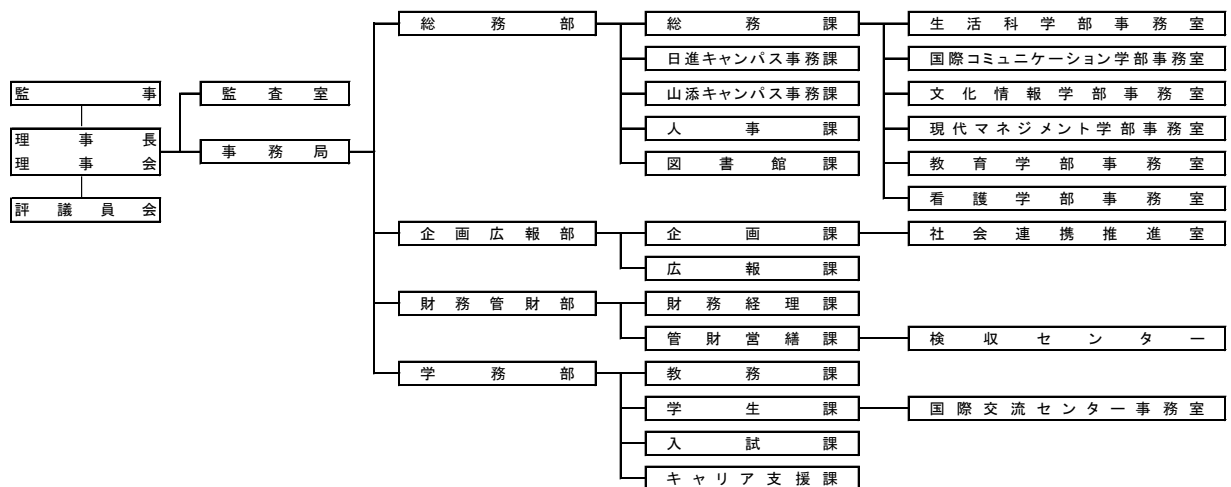 総務部
総務課
生活科学部事務室
日進キャンパス事務課
国際コミュニケーション学部事務室
監事
監査室
山添キャンパス事務課
文化情報学部事務室
理事長
理事会
事務局
人事課
現代マネジメント学部事務室
図書館課
教育学部事務室
評議員会
看護学部事務室
企画広報部
企画課
社会連携推進室
広報課
財務管財部
財務経理課
管財営繕課
検収センター
学務部
教務課
学生課
国際交流センター事務室
入試課
キャリア支援課